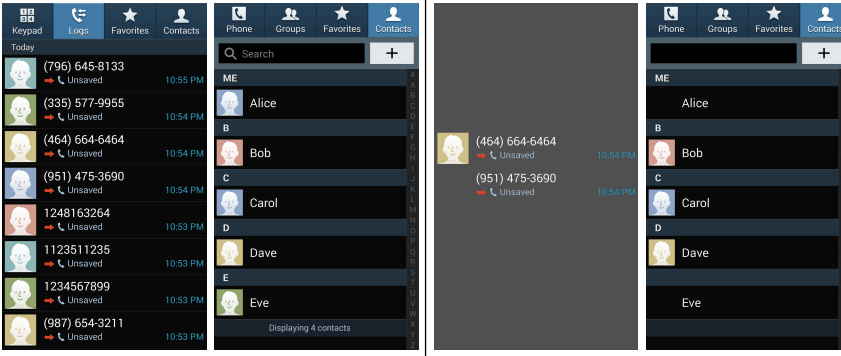 Keypad Logs Favorites Contacts
Today
(796) 645-8133
Unsaved 10:55 PM
(335) 577-9955
Unsaved 10:54 PM
(464) 664-6464
Unsaved 10:54 PM
(951) 475-3690
Unsaved 10:54 PM
1248163264
Unsaved 10:53 PM
1123511235
Unsaved 10:53 PM
1234567899
Unsaved 10:53 PM
(987) 654-3211
Unsaved 10:53 PM
Phone Groups Favorites Contacts
Search +
ME
Alice
B
Bob
C
Carol
D
Dave
E
Eve
Displaying 4 contacts
#
A
B
C
D
E
F
G
H
I
J
K
L
M
N
O
P
Q
R
S
T
U
V
W
X
Y
Z
(464) 664-6464
Unsaved 10:54 PM
(951) 475-3690
Unsaved 10:54 PM
Phone Groups Favorites Contacts
+
ME
Alice
B
Bob
C
Carol
D
Dave
Eve